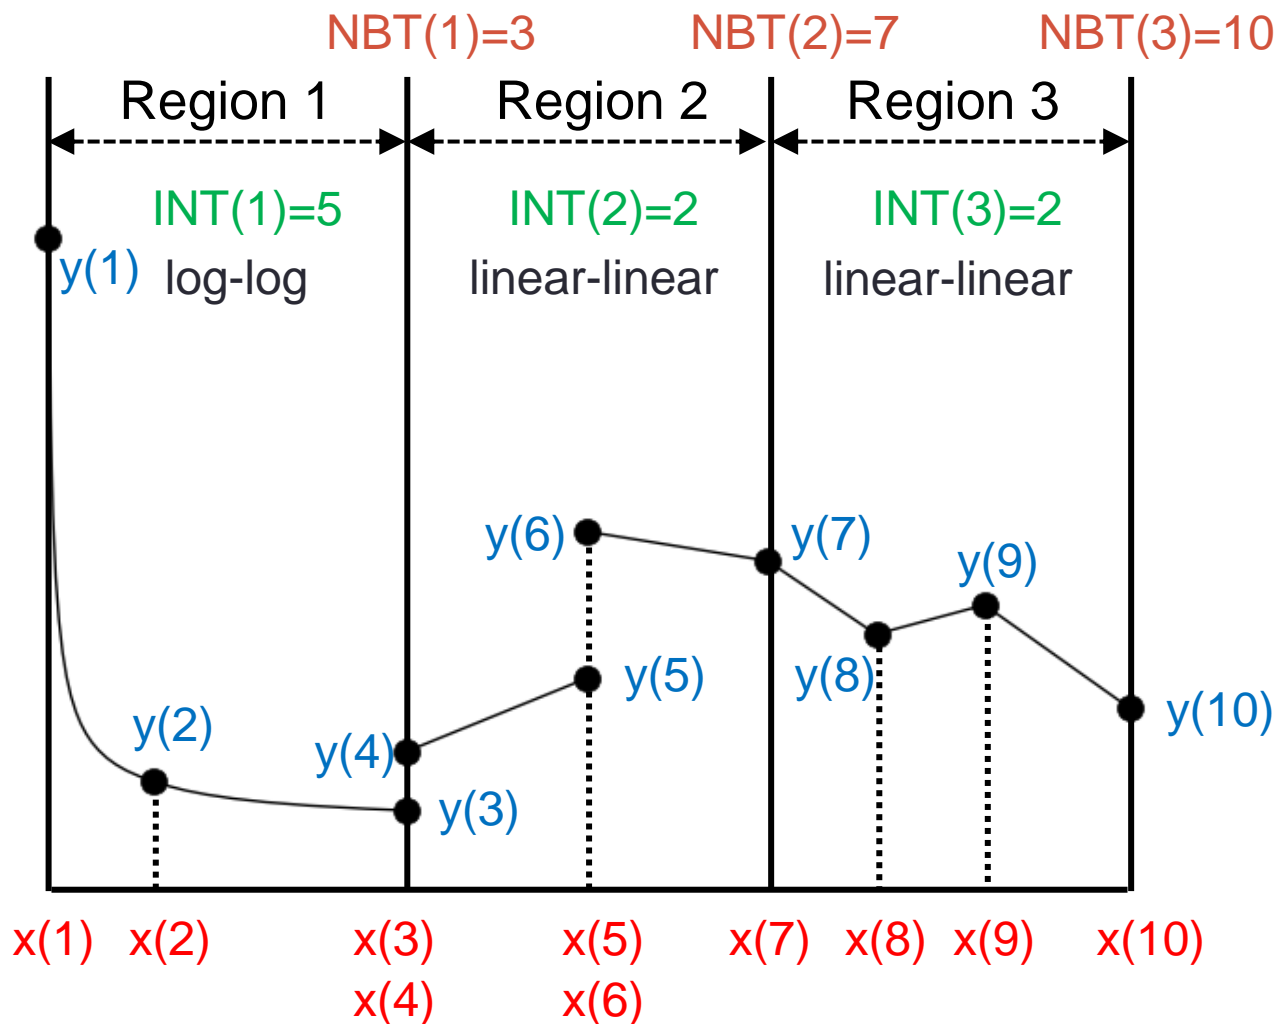 NBT(1)=3 NBT(2)=7 NBT(3)=10
Region 1 Region 2 Region 3
INT(1)=5 INT(2)=2 INT(3)=2
y(1) log-log linear-linear linear-linear
y(6) y(7)
y(9)
y(5) y(8)
y(10)
y(2)
y(4)
y(3)
x(1) x(2) x(3) x(5) x(7) x(8) x(9) x(10)
x(4) x(6)